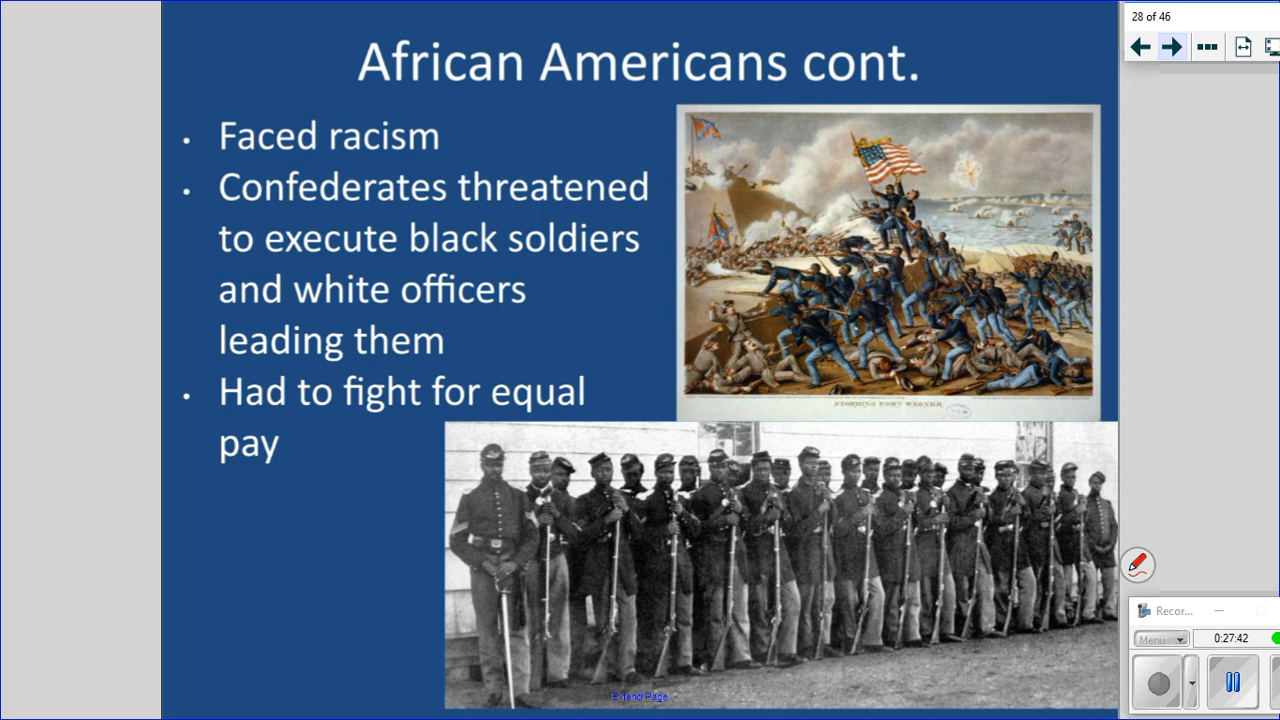 African Americans cont.
• Faced racism
• Confederates threatened
to execute black soldiers
and white officers
leading them
• Had to fight for equal
pay
STORMING FORT WAGNER
Extend Page
28 of 46
Recor...
Menu
0:27:42